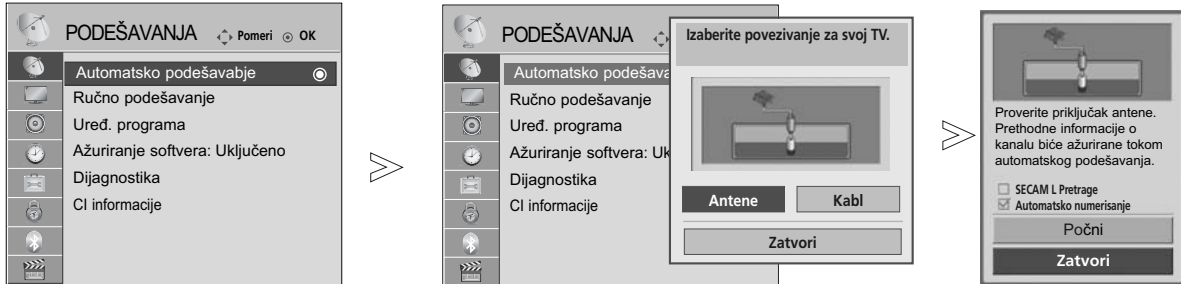 PODEŠAVANJA Pomeri OK
Automatsko podešavabje
Ručno podešavanje
Uređ. programa
Ažuriranje softvera: Uključeno
Dijagnostika
CI informacije
PODEŠAVANJA
Automatsko podešava
Ručno podešavanje
Uređ. programa
Ažuriranje softvera: Uk
Dijagnostika
CI informacije
Izaberite povezivanje za svoj TV.
Antene Kabl
Zatvori
Proverite priključak antene.
Prethodne informacije o
kanalu biće ažurirane tokom
automatskog podešavanja.
SECAM L Pretrage
Automatsko numerisanje
Počni
Zatvori